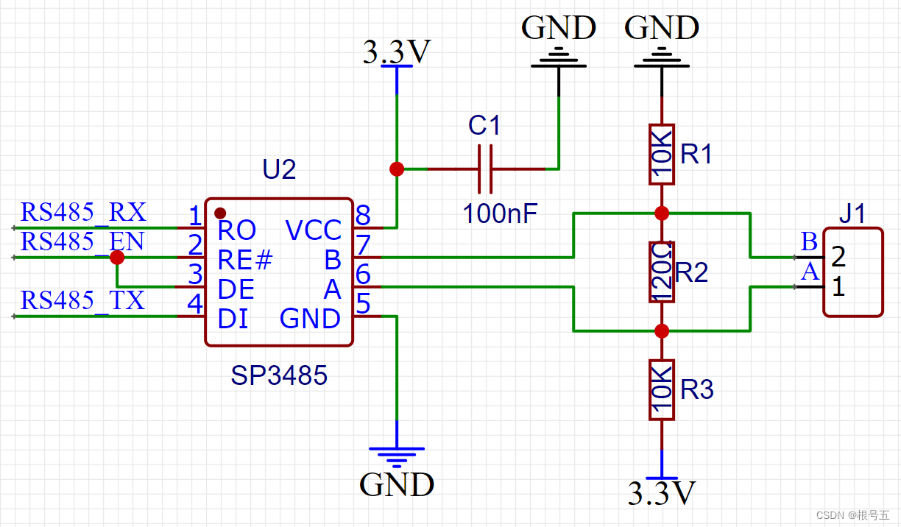 GND GND
3.3V
C1
10K R1
U2
100nF
J1
RS485_RX 1 RO VCC 8
RS485_EN 2 RE# B 7
3 DE A 6
RS485_TX 4 DI GND 5
B 2
A 1
120Ω R2
SP3485
10K R3
GND
3.3V
CSDN @根号五